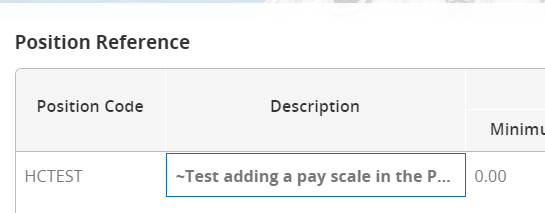 Position Reference
Position Code
Description
Minimu
HCTEST
~Test adding a pay scale in the P...
0.00